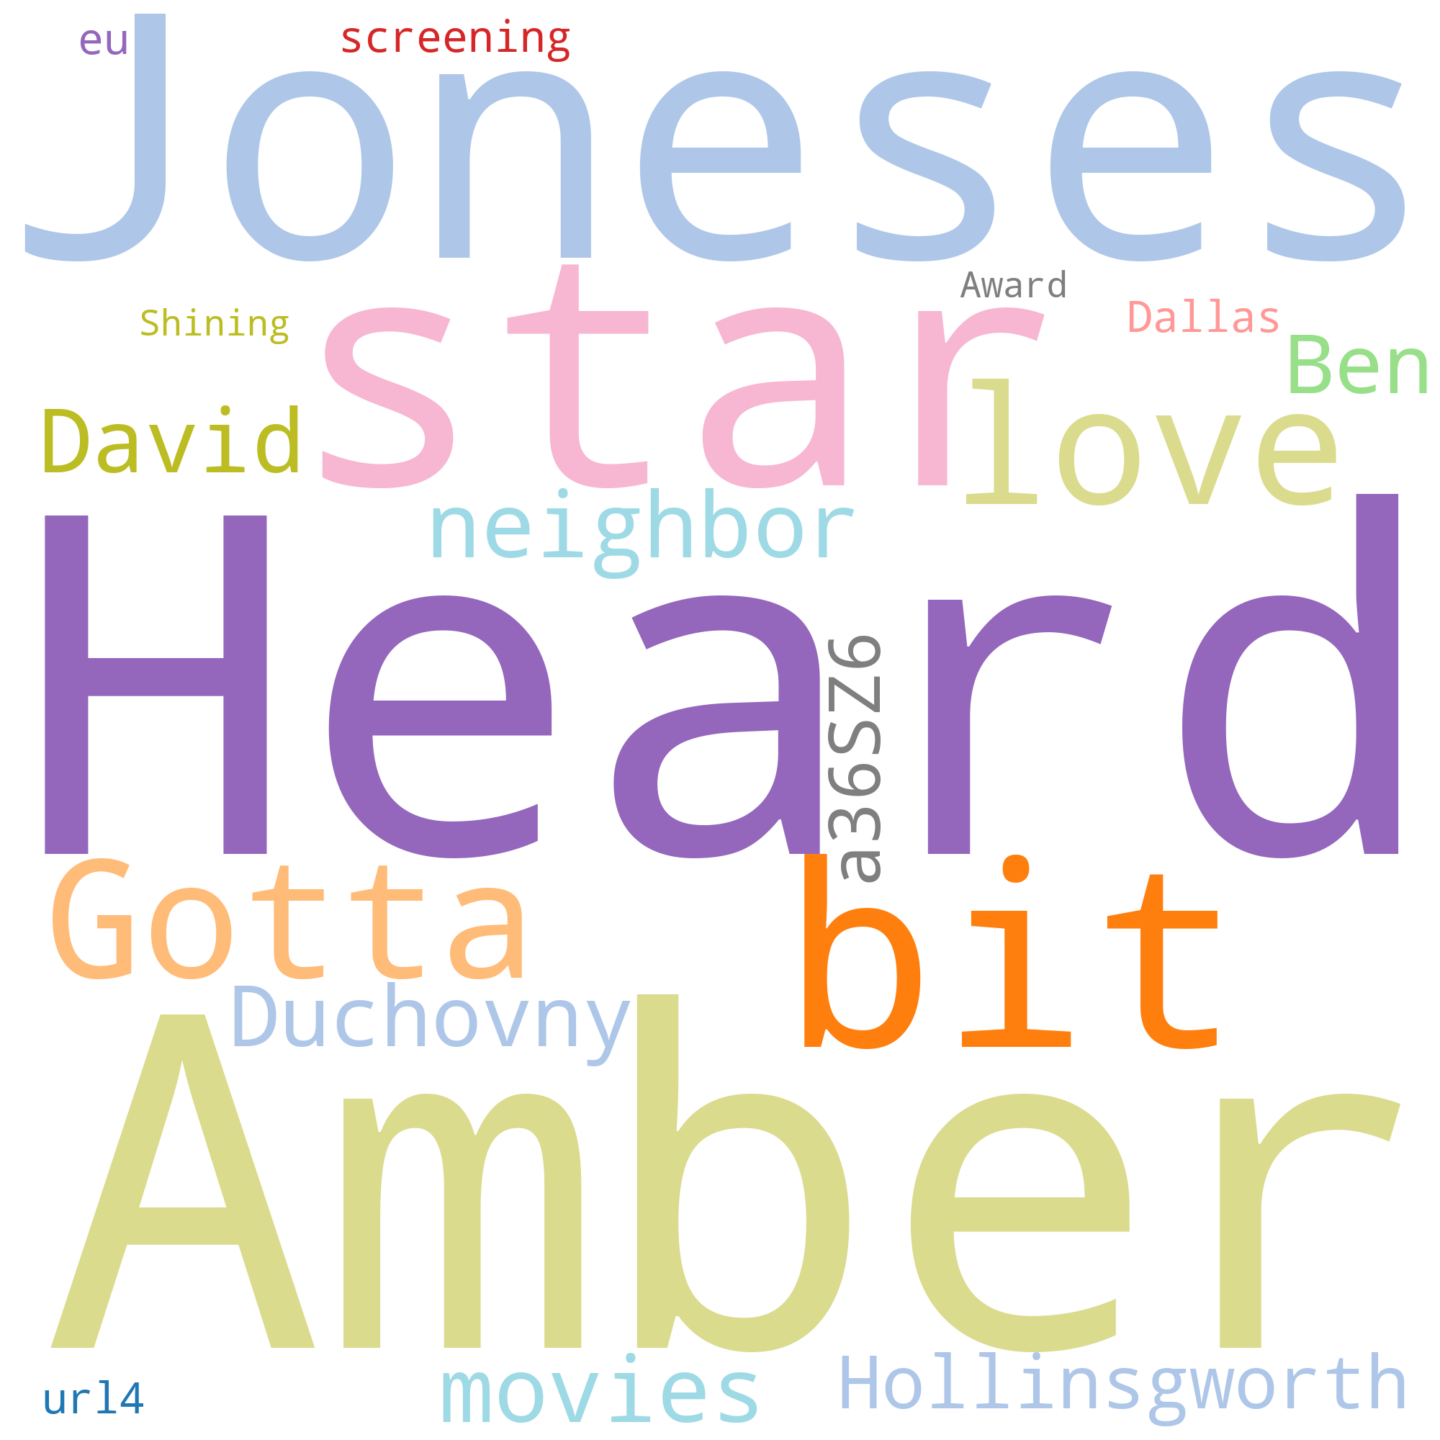 eu
screening
Joneses
Award
Shining
Dallas
star
Ben
David
love
neighbor
Heard
a36SZ6
Gotta
bit
Duchovny
Amber
url4
movies
Hollinsgworth